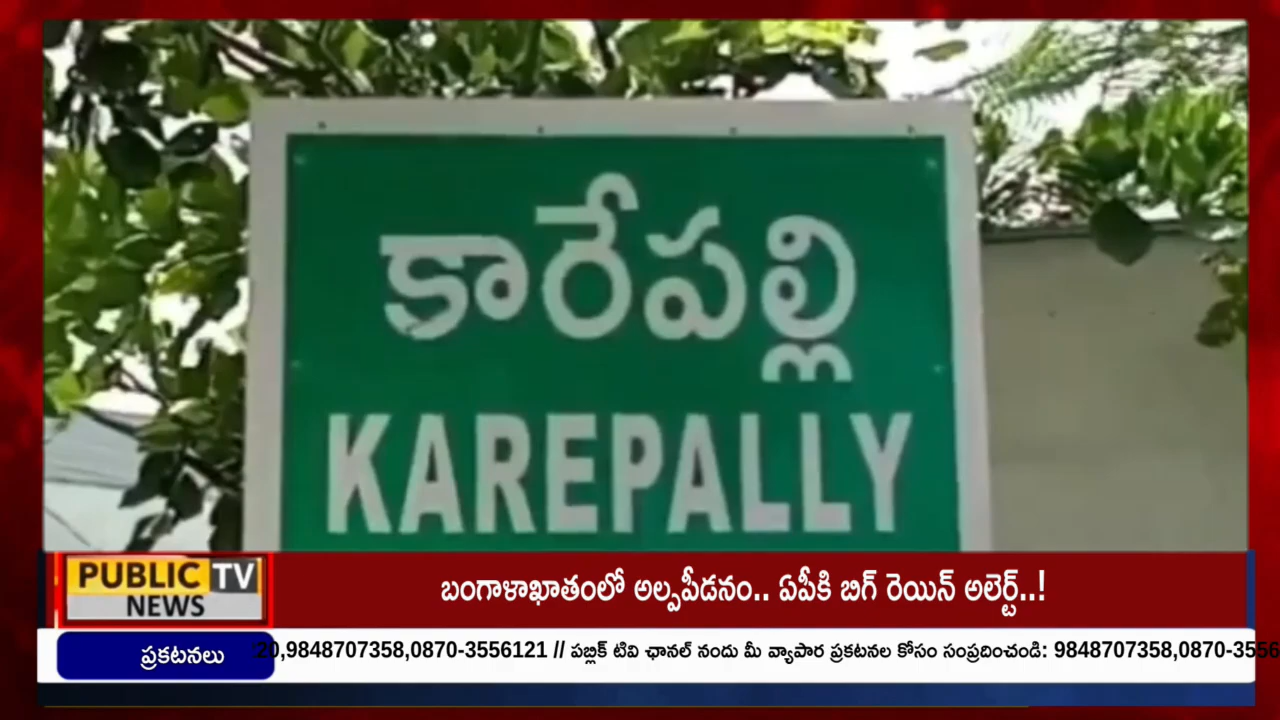 కారేపల్లి
KAREPALLY
PUBLIC TV
NEWS
బంగాళాఖాతంలో అల్పపీడనం.. ఏపీకి బిగ్ రెయిన్ అలెర్ట్..!
ప్రకటనలు
20,9848707358,0870-3556121 // పబ్లిక్ టివి ఛానల్ నందు మీ వ్యాపార ప్రకటనల కోసం సంప్రదించండి: 9848707358,0870-3556